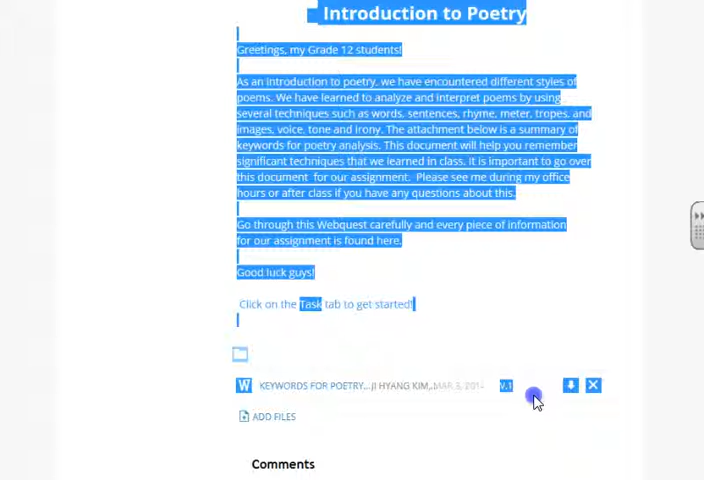 Introduction to Poetry
Greetings, my Grade 12 students!
As an introduction to poetry, we have encountered different styles of
poems. We have learned to analyze and interpret poems by using
several techniques such as words, sentences, rhyme, meter, tropes, and
images, voice, tone and irony. The attachment below is a summary of
keywords for poetry analysis. This document will help you remember
significant techniques that we learned in class. It is important to go over
this document for our assignment. Please see me during my office
hours or after class if you have any questions about this.
Go through this Webquest carefully and every piece of information
for our assignment is found here.
Good luck guys!
Click on the Task tab to get started!
W KEYWORDS FOR POETRY... JI HYANG KIM, MAR 3, 2014 V.1
ADD FILES
Comments